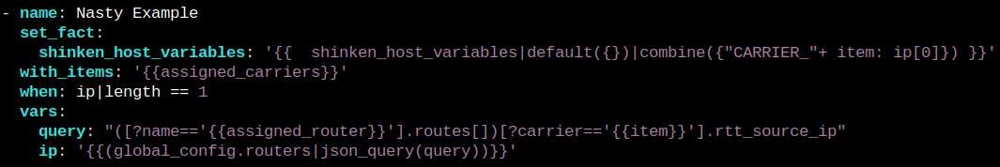 - name: Nasty Example
  set_fact:
    shinken_host_variables: '{{  shinken_host_variables|default({})|combine({"CARRIER_"+ item: ip[0]}) }}'
  with_items: '{{assigned_carriers}}'
  when: ip|length == 1
  vars:
    query: "([?name=='{{assigned_router}}'].routes[])[?carrier=='{{item}}'].rtt_source_ip"
    ip: '{{(global_config.routers|json_query(query))}}'